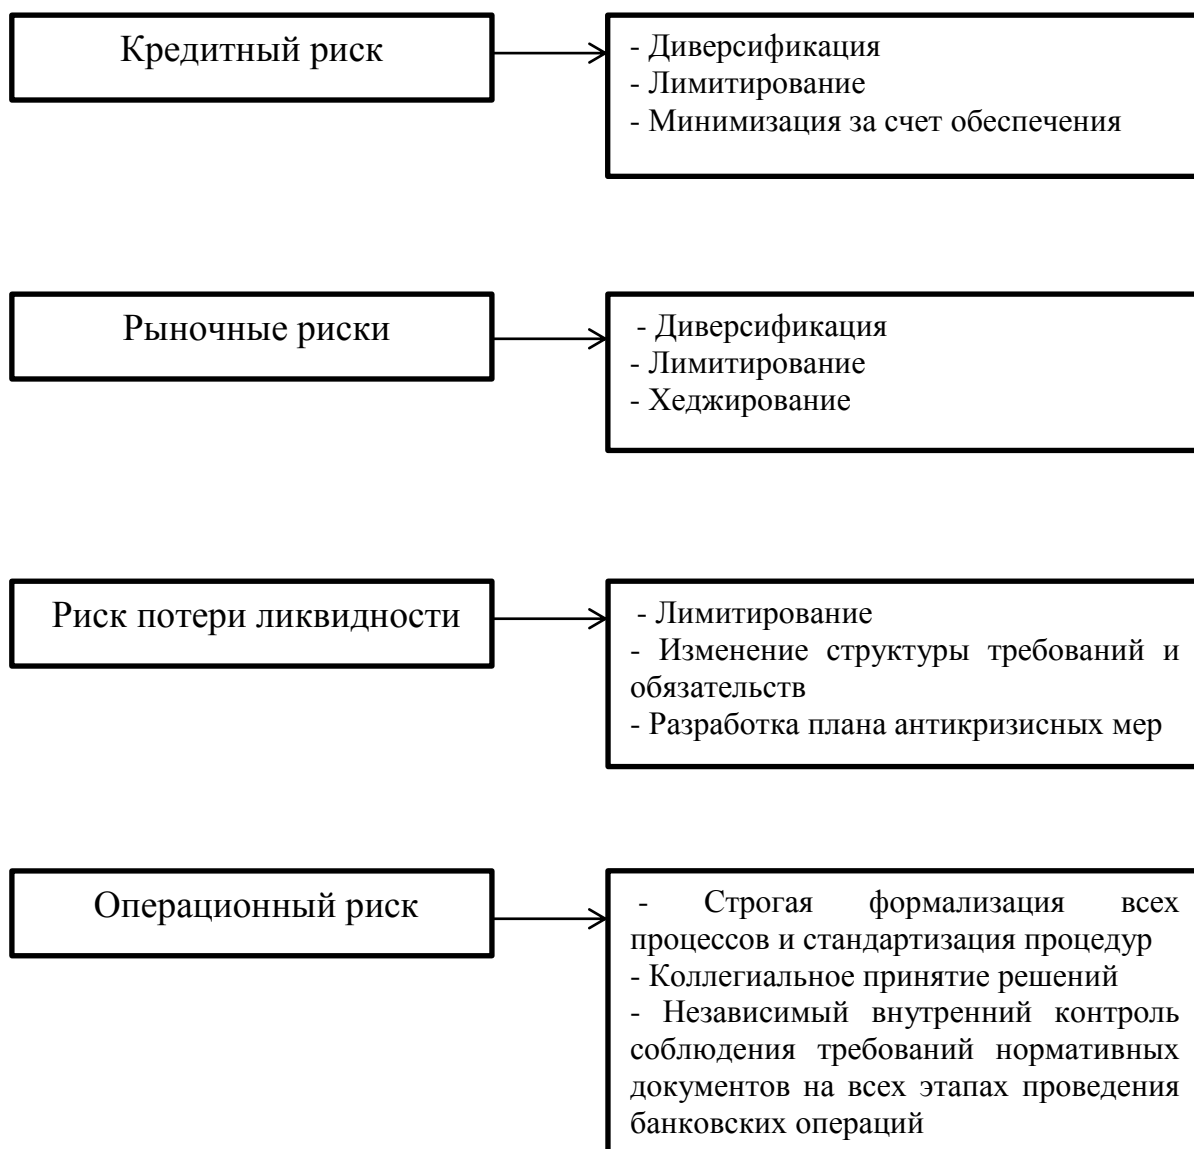 Кредитный риск
- Диверсификация
- Лимитирование
- Минимизация за счет обеспечения
Рыночные риски
- Диверсификация
- Лимитирование
- Хеджирование
Риск потери ликвидности
- Лимитирование
- Изменение структуры требований и
обязательств
- Разработка плана антикризисных мер
Операционный риск
- Строгая формализация всех
процессов и стандартизация процедур
- Коллегиальное принятие решений
- Независимый внутренний контроль
соблюдения требований нормативных
документов на всех этапах проведения
банковских операций